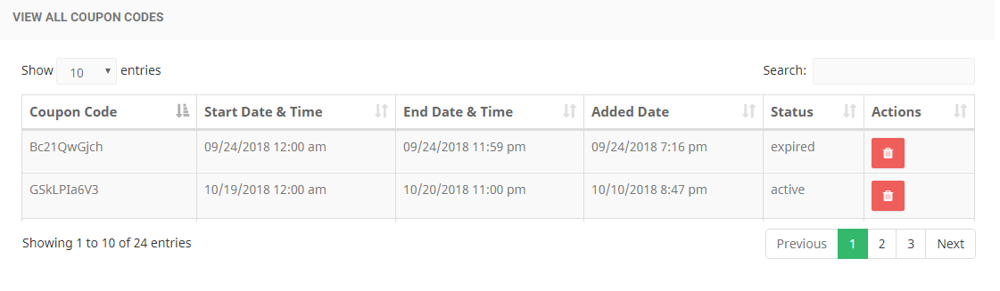 VIEW ALL COUPON CODES
Show 10 entries Search:
Coupon Code Start Date & Time End Date & Time Added Date Status Actions
Bc21QwGjch 09/24/2018 12:00 am 09/24/2018 11:59 pm 09/24/2018 7:16 pm expired
GSkLPIa6V3 10/19/2018 12:00 am 10/20/2018 11:00 pm 10/10/2018 8:47 pm active
Showing 1 to 10 of 24 entries Previous 1 2 3 Next